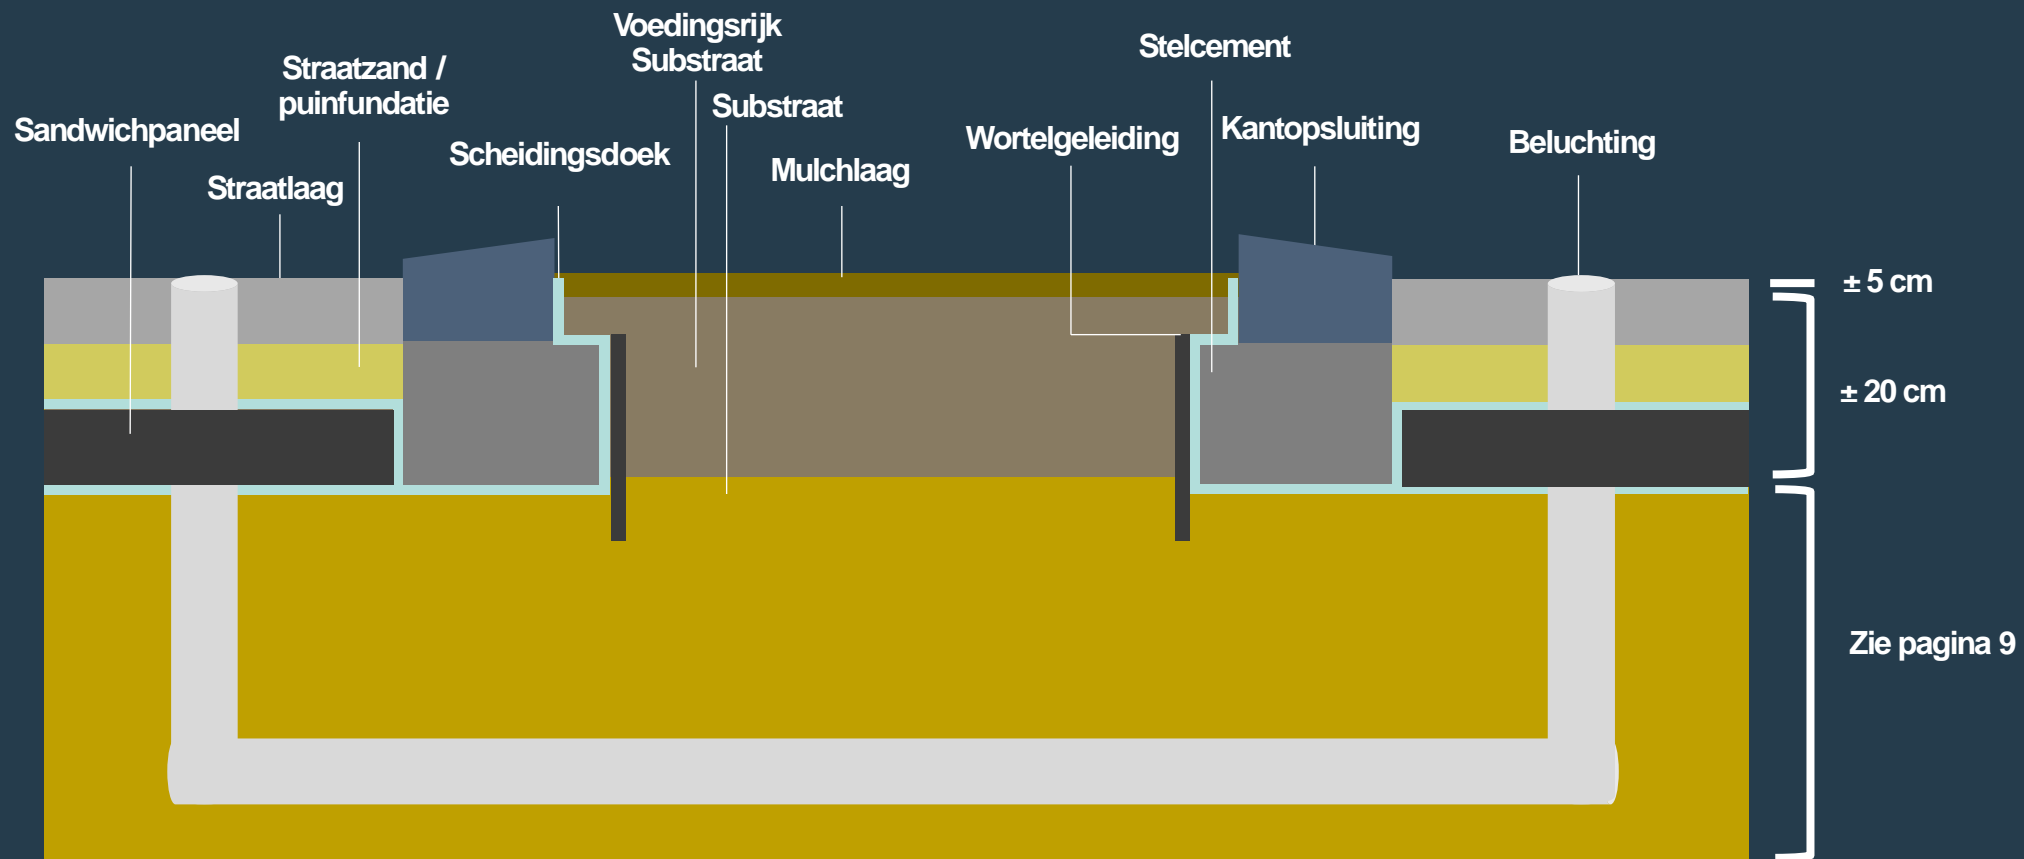 Voedingsrijk
Substraat
Stelcement
Straatzand /
puinfundatie
Substraat
Sandwichpaneel
Wortelgeleiding
Kantopsluiting
Beluchting
Scheidingsdoek
Mulchlaag
Straatlaag
± 5 cm
± 20 cm
Zie pagina 9